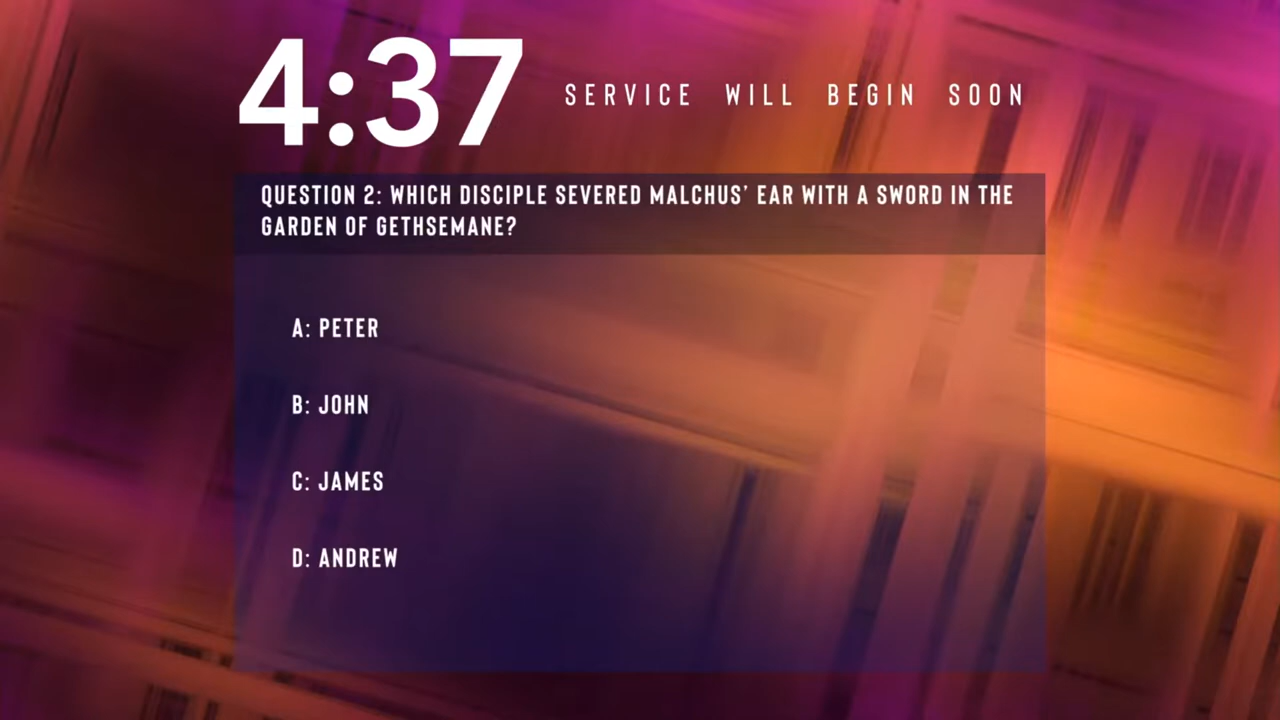 4:37 SERVICE WILL BEGIN SOON
QUESTION 2: WHICH DISCIPLE SEVERED MALCHUS’ EAR WITH A SWORD IN THE
GARDEN OF GETHSEMANE?
A: PETER
B: JOHN
C: JAMES
D: ANDREW